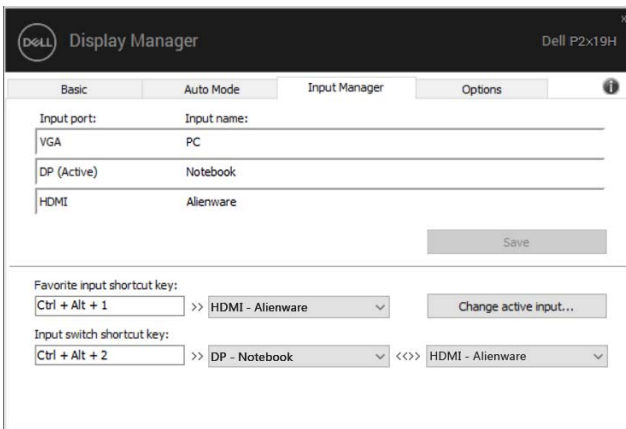 x
DELL Display Manager Dell P2x19H
Basic Auto Mode Input Manager Options i
Input port: Input name:
VGA PC
DP (Active) Notebook
HDMI Alienware
Save
Favorite input shortcut key:
Ctrl + Alt + 1 >> HDMI - Alienware Change active input...
Input switch shortcut key:
Ctrl + Alt + 2 >> DP - Notebook <<>> HDMI - Alienware